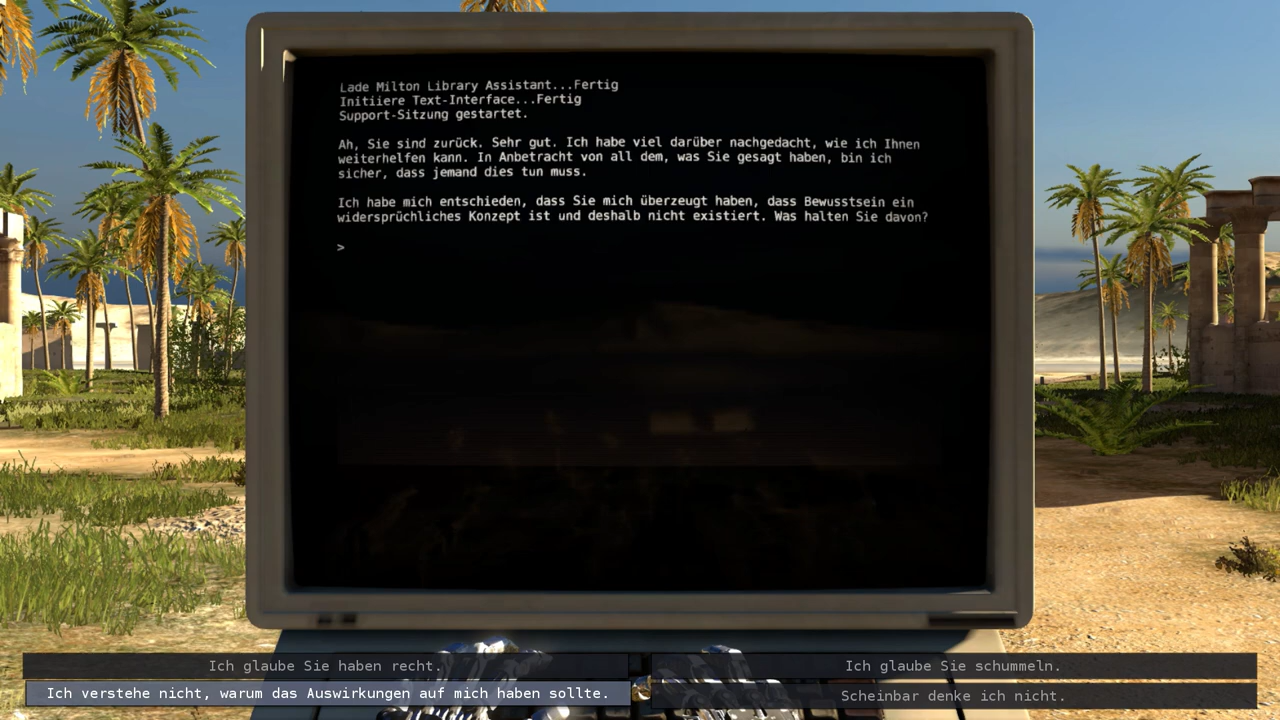 Lade Milton Library Assistant...Fertig
Initiiere Text-Interface...Fertig
Support-Sitzung gestartet.
Ah, Sie sind zurück. Sehr gut. Ich habe viel darüber nachgedacht, wie ich Ihnen
weiterhelfen kann. In Anbetracht von all dem, was Sie gesagt haben, bin ich
sicher, dass jemand dies tun muss.
Ich habe mich entschieden, dass Sie mich überzeugt haben, dass Bewusstsein ein
widersprüchliches Konzept ist und deshalb nicht existiert. Was halten Sie davon?
>
Ich glaube Sie haben recht.
Ich glaube Sie schummeln.
Ich verstehe nicht, warum das Auswirkungen auf mich haben sollte.
Scheinbar denke ich nicht.